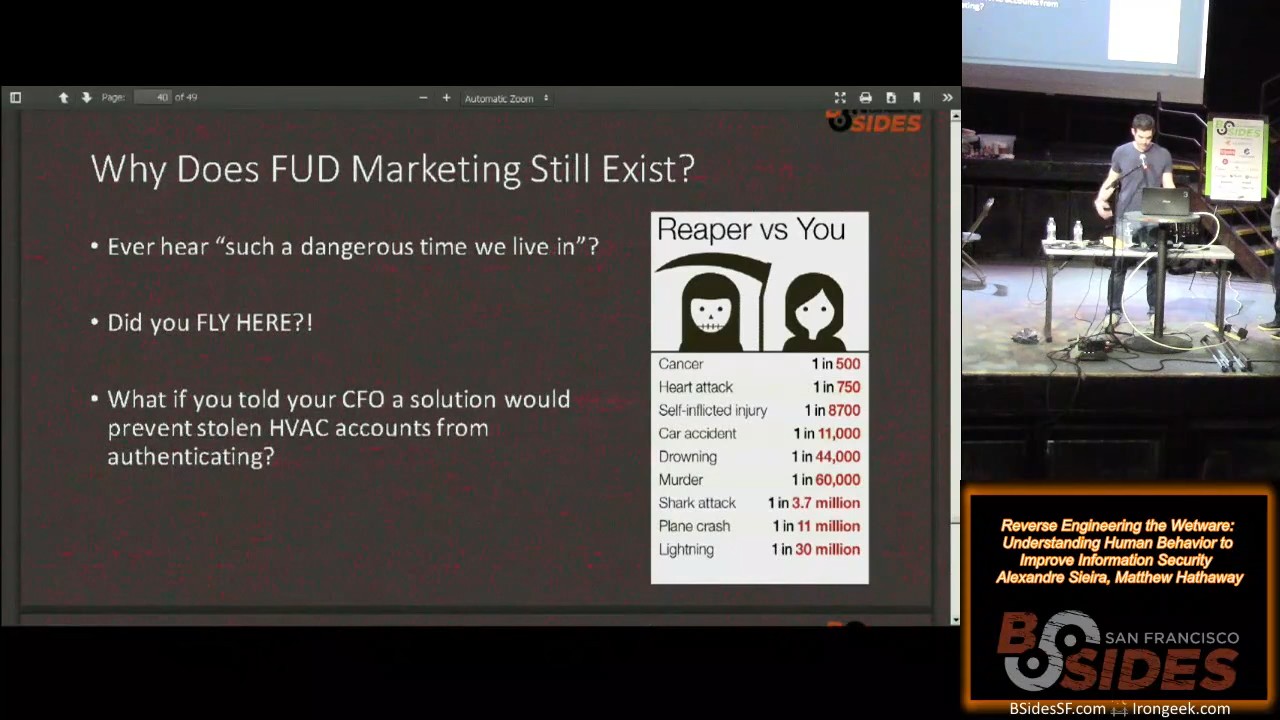 Page: 40 of 49
Automatic Zoom
BSIDES
Why Does FUD Marketing Still Exist?
• Ever hear “such a dangerous time we live in”?
• Did you FLY HERE?!
• What if you told your CFO a solution would
prevent stolen HVAC accounts from
authenticating?
Reaper vs You
Cancer 1 in 500
Heart attack 1 in 750
Self-inflicted injury 1 in 8700
Car accident 1 in 11,000
Drowning 1 in 44,000
Murder 1 in 60,000
Shark attack 1 in 3.7 million
Plane crash 1 in 11 million
Lightning 1 in 30 million
accounts from
BSIDES
Reverse Engineering the Wetware:
Understanding Human Behavior to
Improve Information Security
Alexandre Sieira, Matthew Hathaway
BSIDES
SAN FRANCISCO
BSidesSF.com Irongeek.com